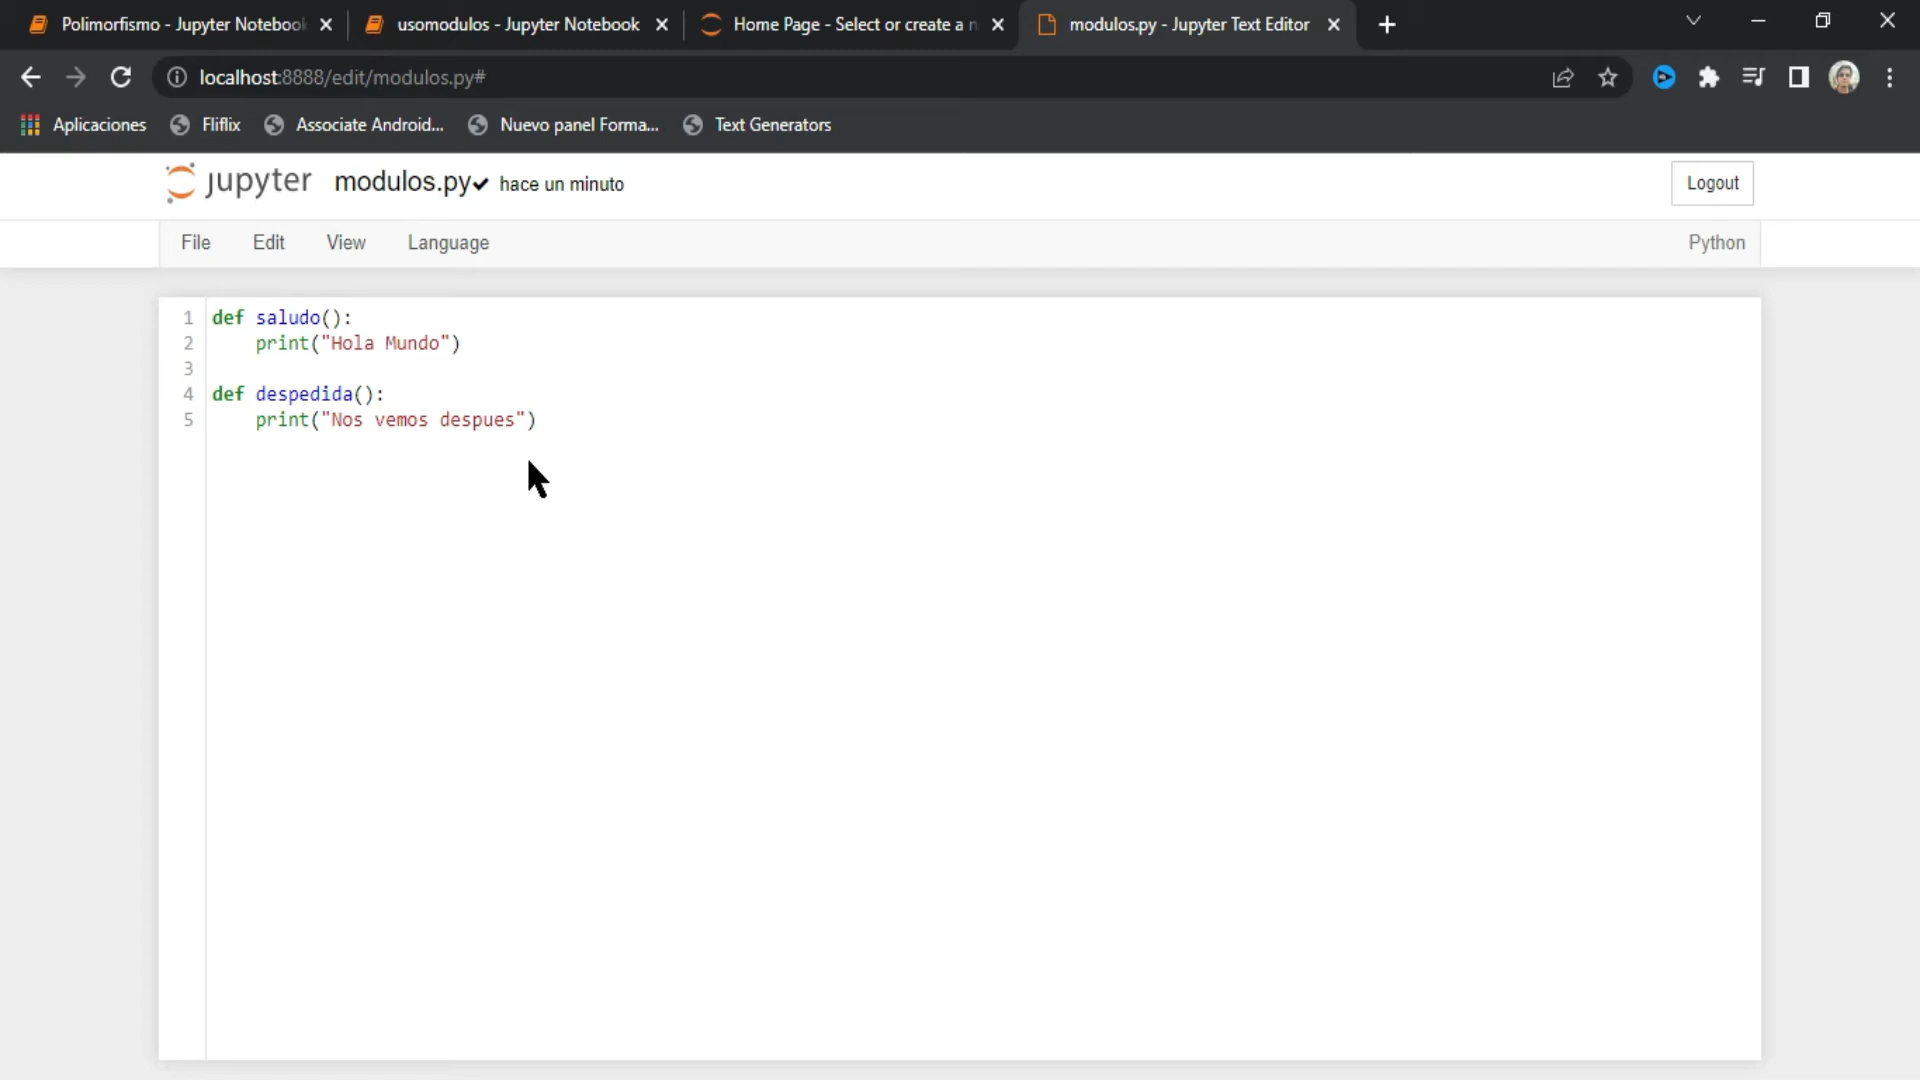 Polimorfismo - Jupyter Notebook
usomodulos - Jupyter Notebook
Home Page - Select or create a n
modulos.py - Jupyter Text Editor
localhost:8888/edit/modulos.py#
Aplicaciones
Fliflix
Associate Android...
Nuevo panel Forma...
Text Generators
jupyter modulos.py hace un minuto
Logout
File Edit View Language
Python
1 def saludo():
2 print("Hola Mundo")
3
4 def despedida():
5 print("Nos vemos despues")